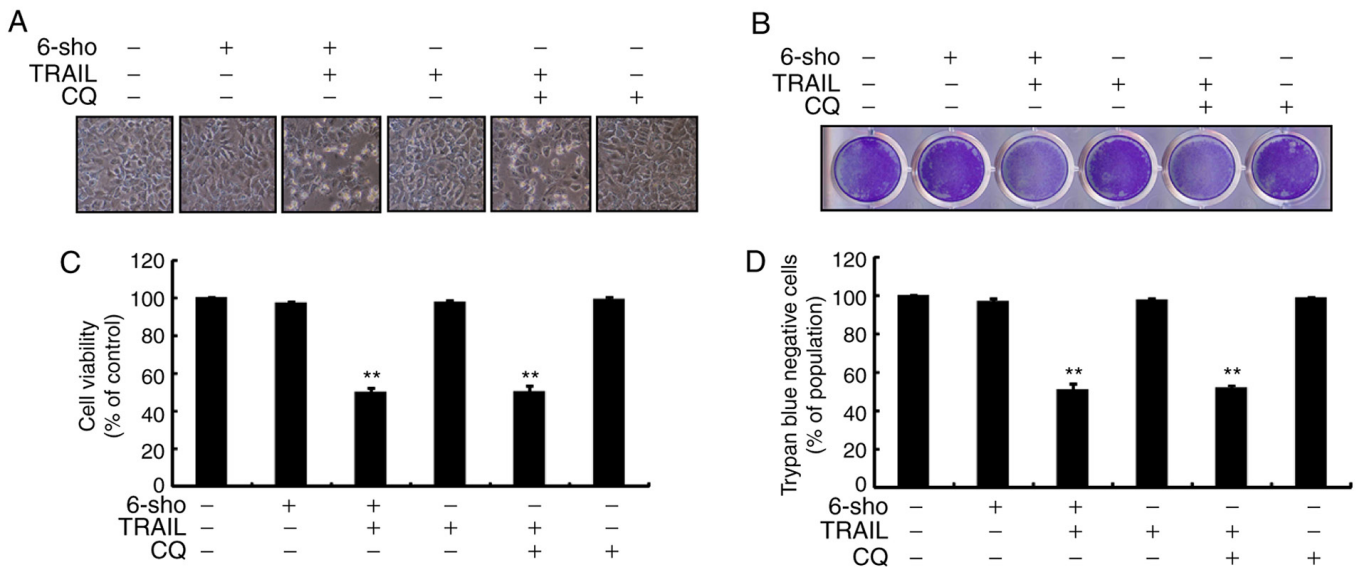 A
6-sho − + + − − −
TRAIL − − + + + −
CQ − − − − + +
B
6-sho − + + − − −
TRAIL − − + + + −
CQ − − − − + +
C
Cell viability
(% of control)
120
100
80
60
40
20
0
**
**
6-sho − + + − − −
TRAIL − − + + + −
CQ − − − − + +
D
Trypan blue negative cells
(% of population)
120
100
80
60
40
20
0
**
**
6-sho − + + − − −
TRAIL − − + + + −
CQ − − − − + +